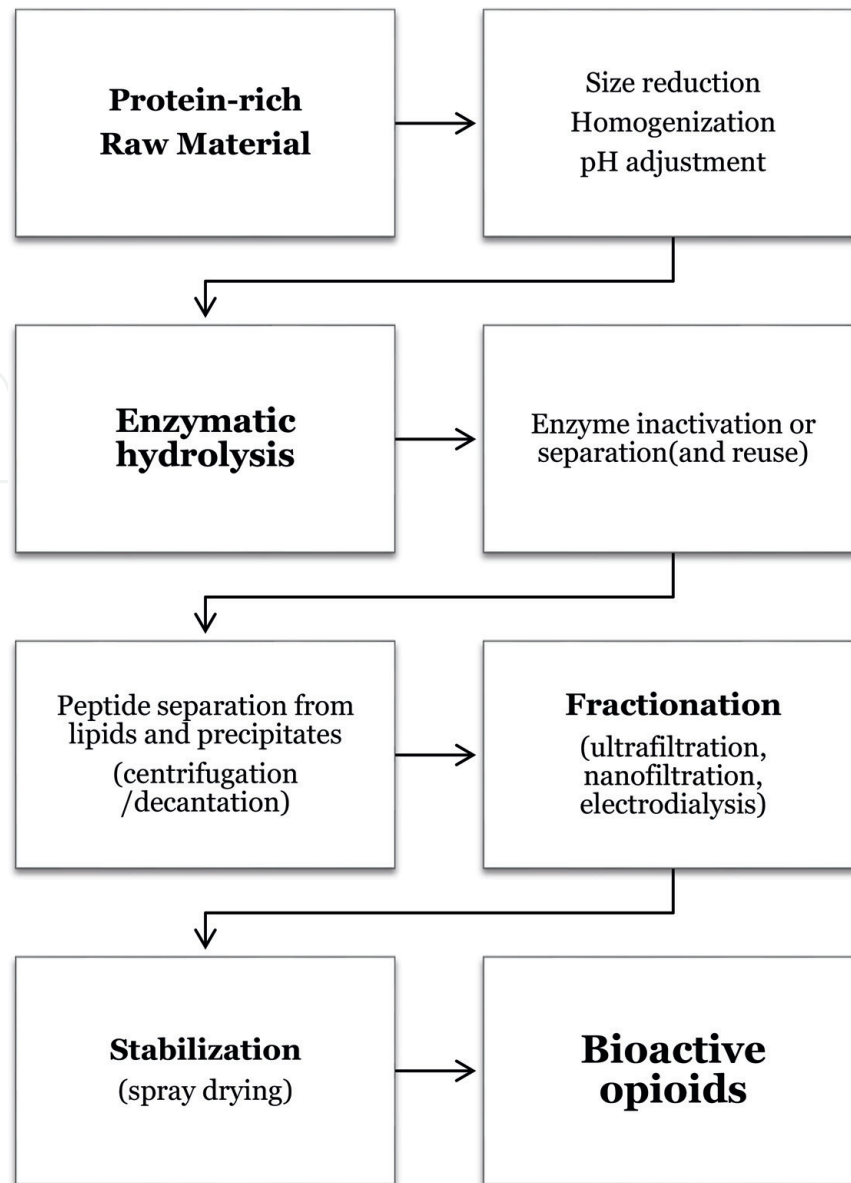 Protein-rich
Raw Material
Size reduction
Homogenization
pH adjustment
Enzymatic
hydrolysis
Enzyme inactivation or
separation(and reuse)
Peptide separation from
lipids and precipitates
(centrifugation
/decantation)
Fractionation
(ultrafiltration,
nanofiltration,
electrodialysis)
Stabilization
(spray drying)
Bioactive
opioids